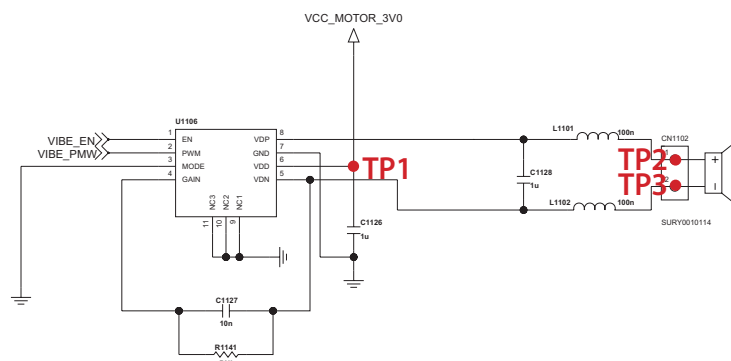 VCC_MOTOR_3V0
U1106
VIBE_EN
VIBE_PMW
1 EN VDP 8
2 PWM GND 7
3 MODE VDD 6
4 GAIN VDN 5
NC3 NC2 NC1
11 10 9
TP1
C1126
1u
C1127
10n
R1141
L1101 100n
C1128
1u
L1102 100n
CN1102
TP2
TP3
+
-
SURY0010114